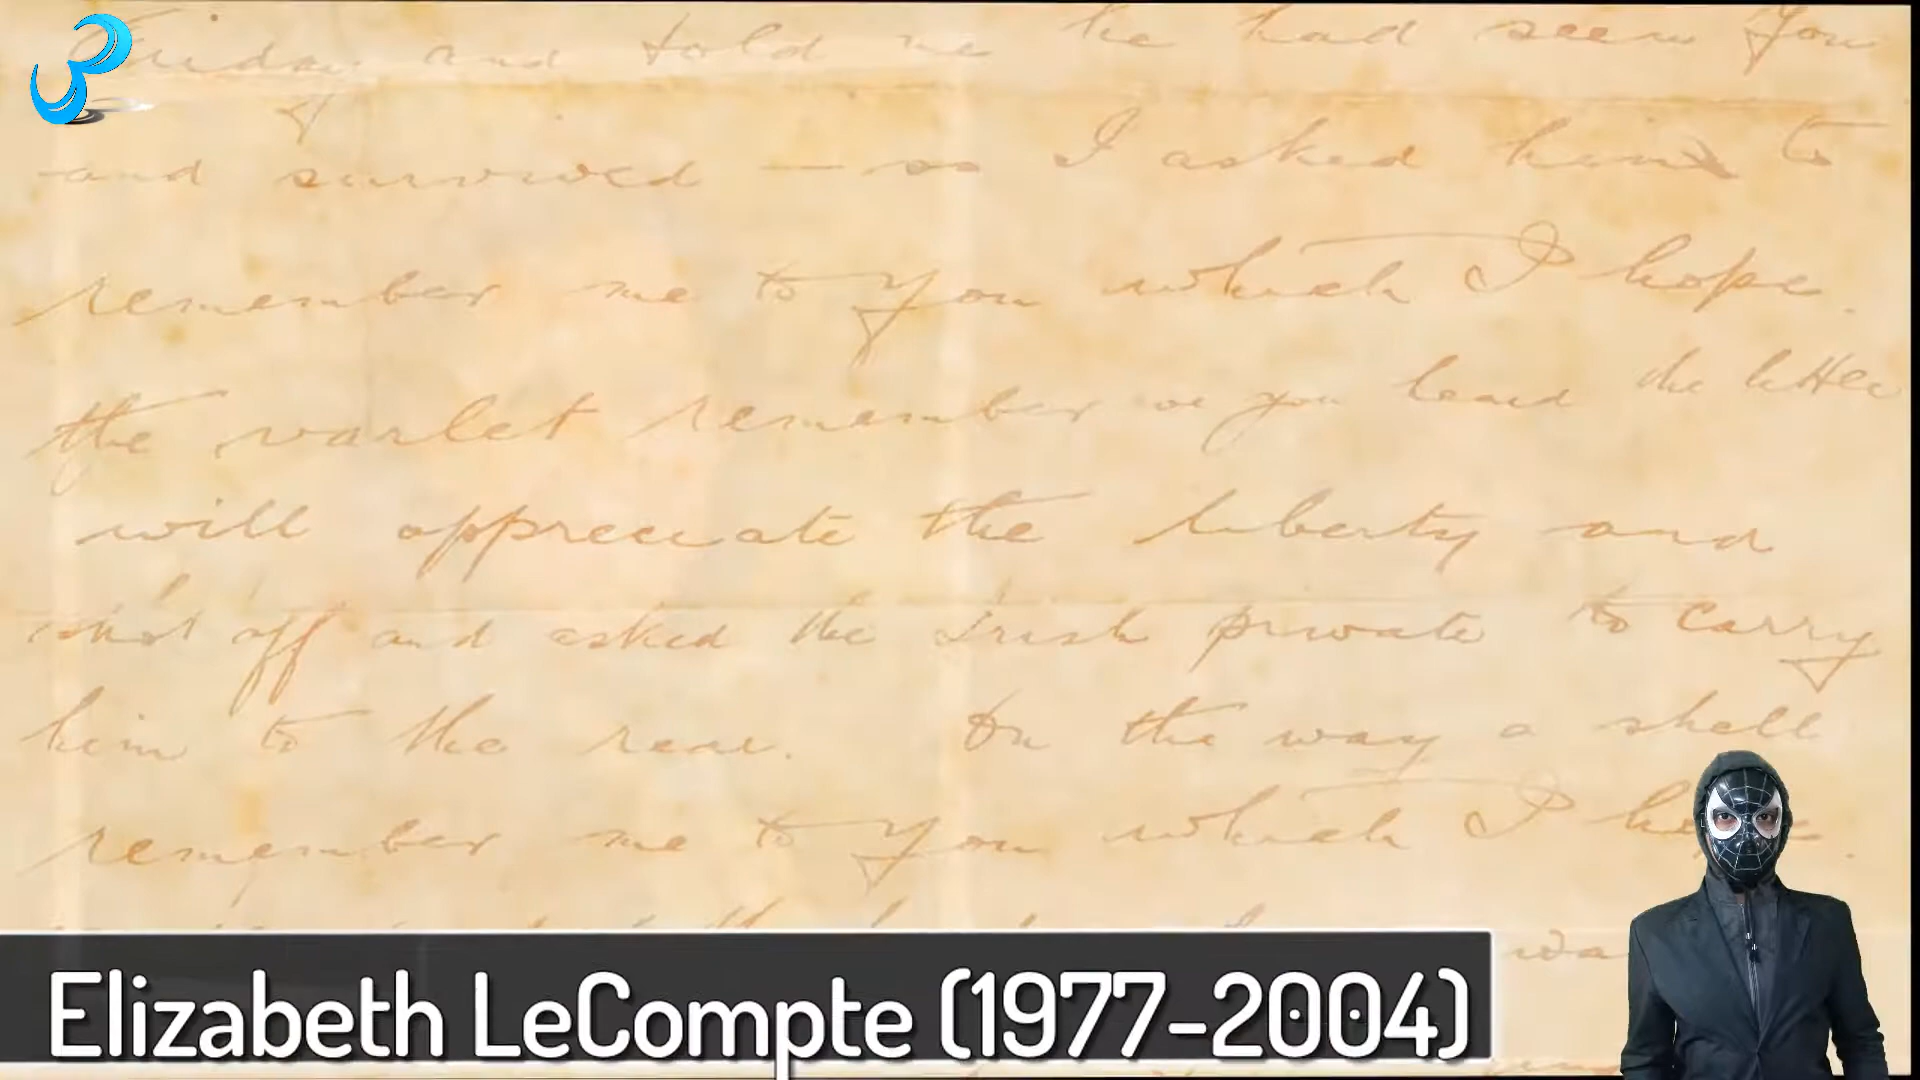 Friday and told me he had seen you
and survived — so I asked him to
remember me to you which I hope
the varlet remember you the letter
will appreciate the liberty and
shot off and asked the Irish private to carry
him to the rear. On the way a shell
remember me to you which I hope
wa
Elizabeth LeCompte (1977-2004)